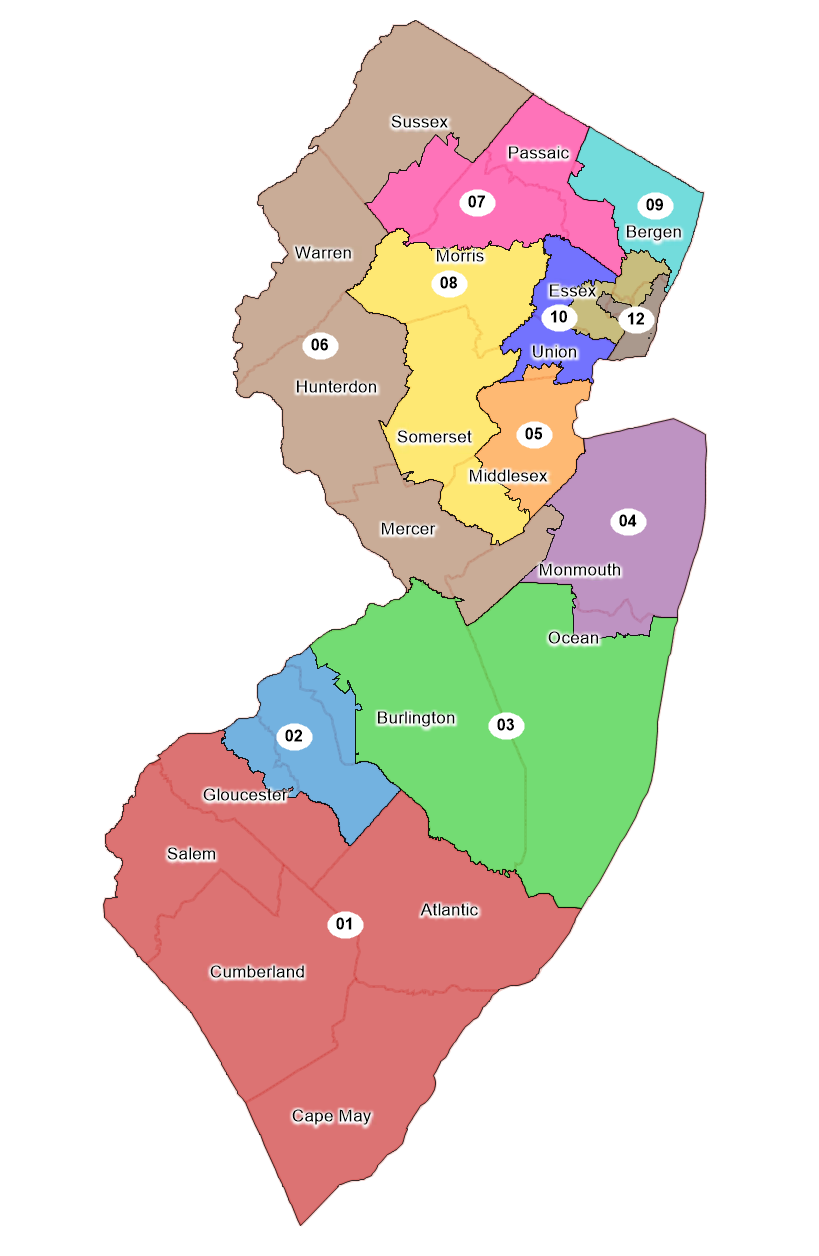 Sussex
Passaic
07
09
Bergen
Warren
Morris
08
Essex
10
12
06
Union
Hunterdon
Somerset
05
Middlesex
04
Mercer
Monmouth
Ocean
Burlington
03
02
Gloucester
Salem
Atlantic
01
Cumberland
Cape May